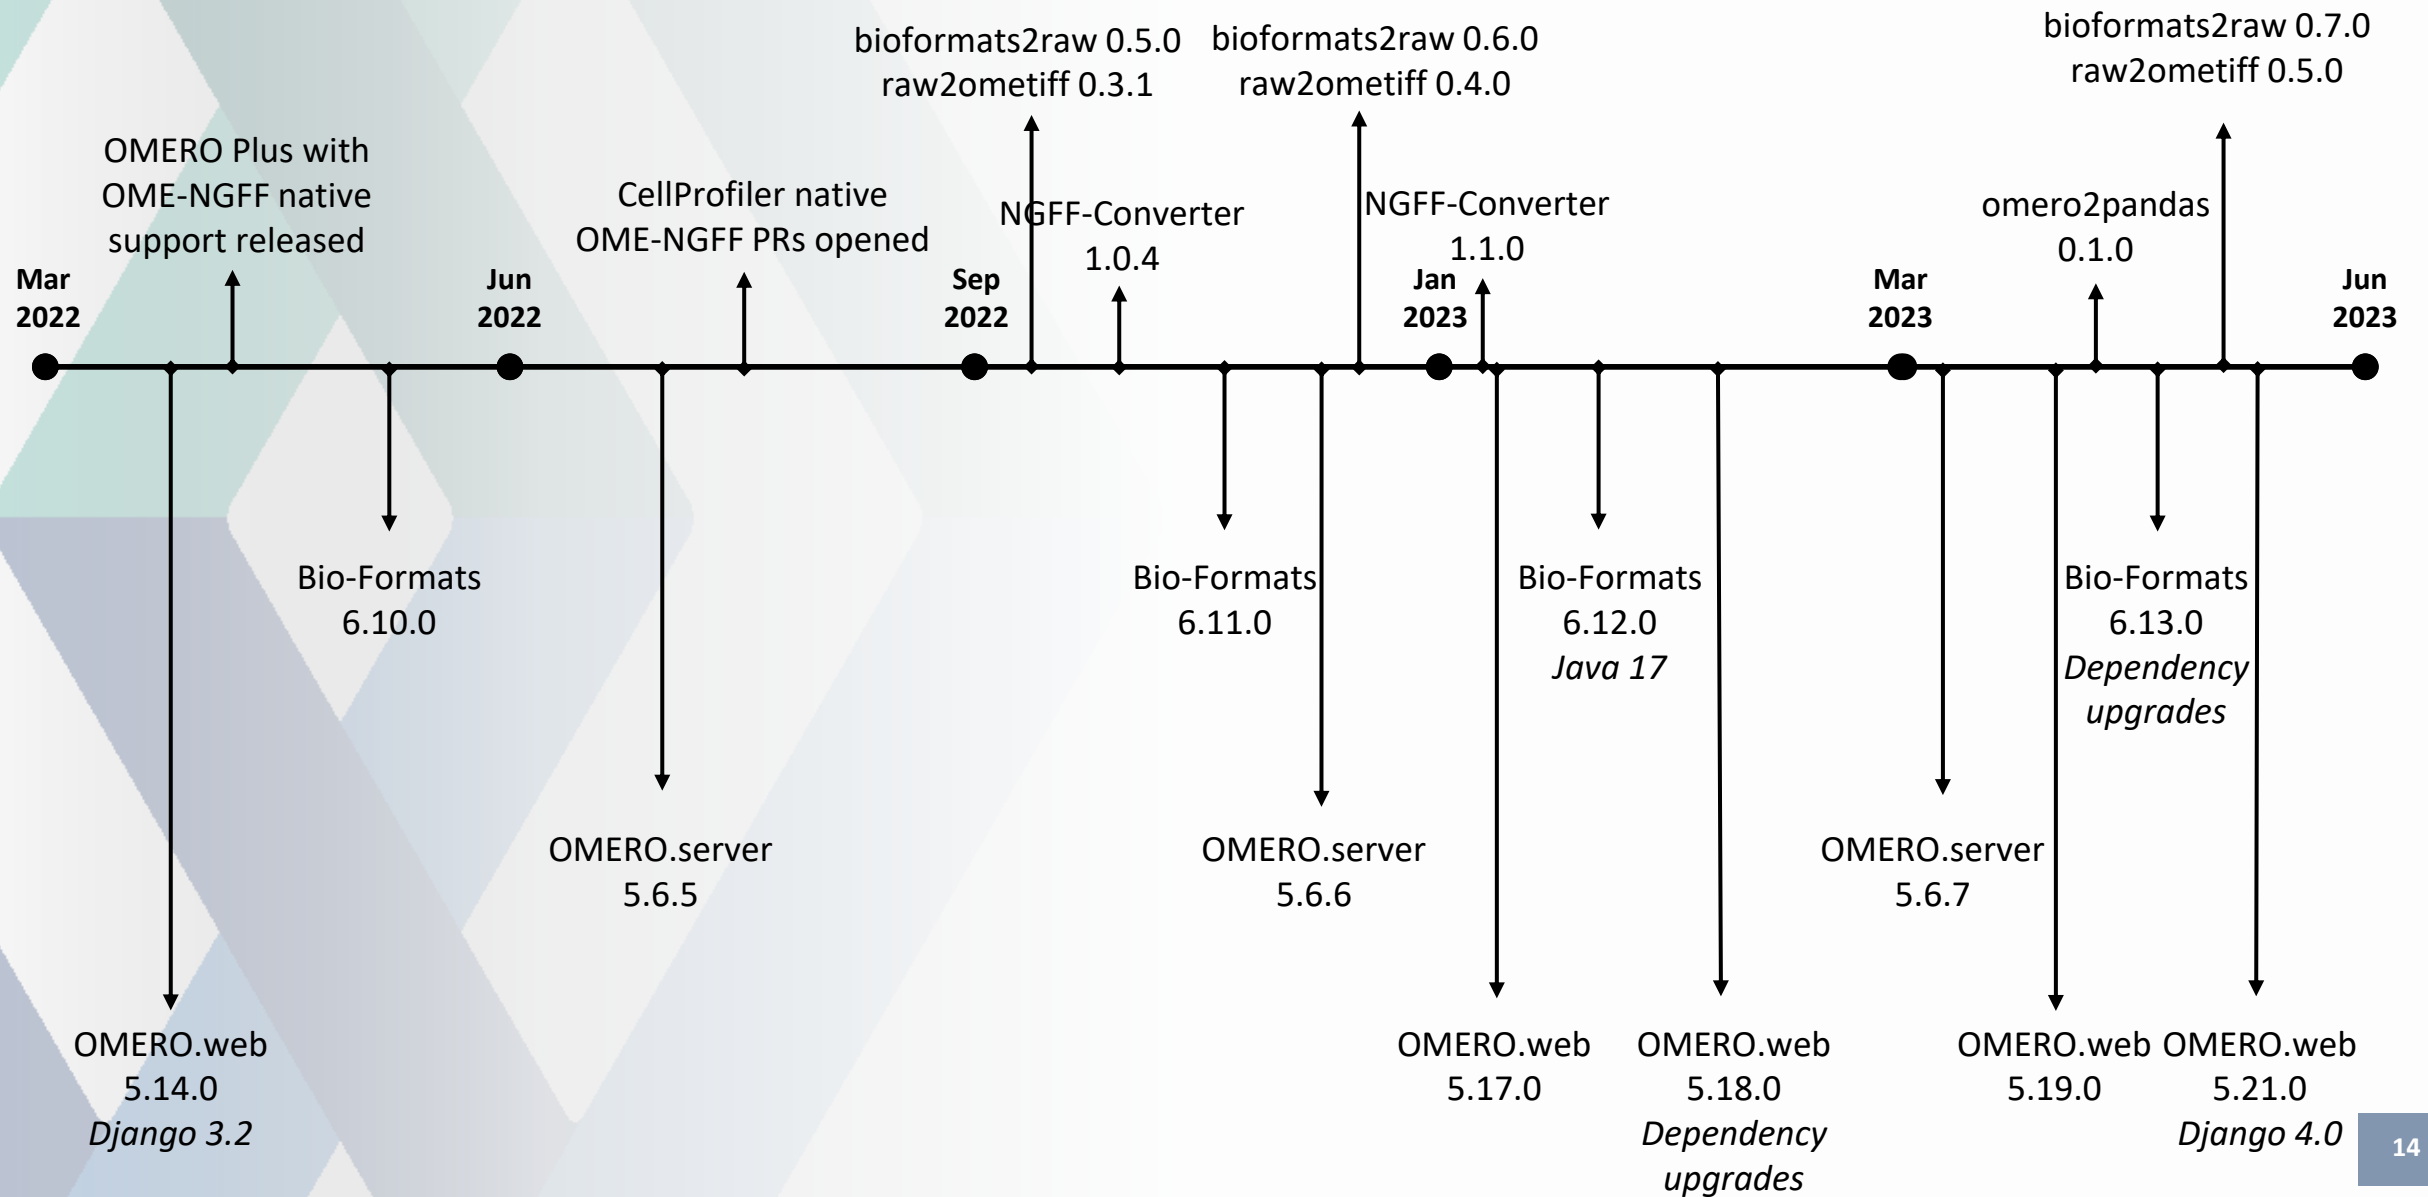 bioformats2raw 0.5.0
raw2ometiff 0.3.1
bioformats2raw 0.6.0
raw2ometiff 0.4.0
bioformats2raw 0.7.0
raw2ometiff 0.5.0
OMERO Plus with
OME-NGFF native
support released
CellProfiler native
OME-NGFF PRs opened
NGFF-Converter
1.0.4
NGFF-Converter
1.1.0
omero2pandas
0.1.0
Mar
2022
Jun
2022
Sep
2022
Jan
2023
Mar
2023
Jun
2023
Bio-Formats
6.10.0
Bio-Formats
6.11.0
Bio-Formats
6.12.0
Java 17
Bio-Formats
6.13.0
Dependency
upgrades
OMERO.server
5.6.5
OMERO.server
5.6.6
OMERO.server
5.6.7
OMERO.web
5.14.0
Django 3.2
OMERO.web
5.17.0
OMERO.web
5.18.0
Dependency
upgrades
OMERO.web
5.19.0
OMERO.web
5.21.0
Django 4.0
14